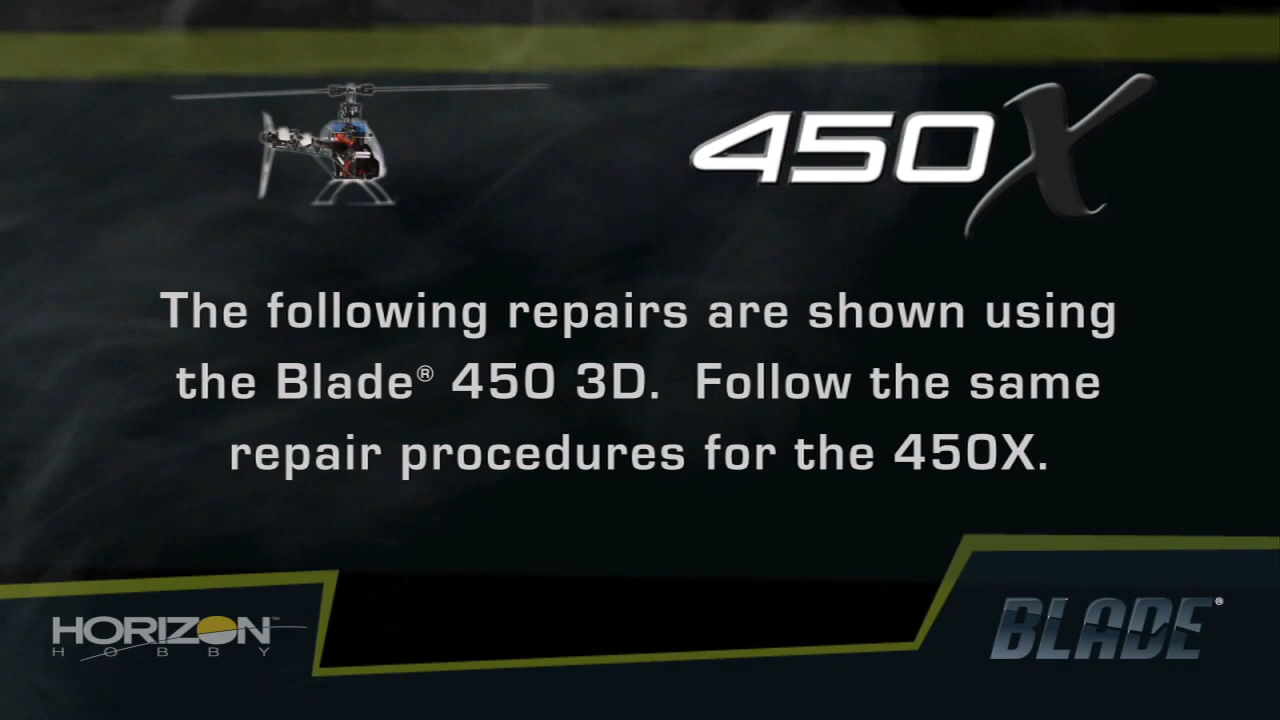 450X
The following repairs are shown using
the Blade® 450 3D. Follow the same
repair procedures for the 450X.
HORIZON™
HOBBY
BLADE®